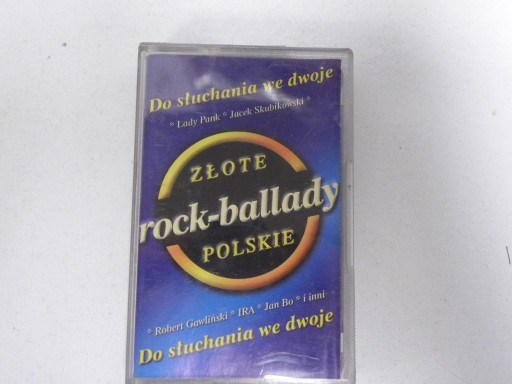 Do słuchania we dwoje
* Lady Pank * Jacek Skubikowski *
ZŁOTE
rock-ballady
POLSKIE
* Robert Gawliński * IRA * Jan Bo * i inni
Do słuchania we dwoje